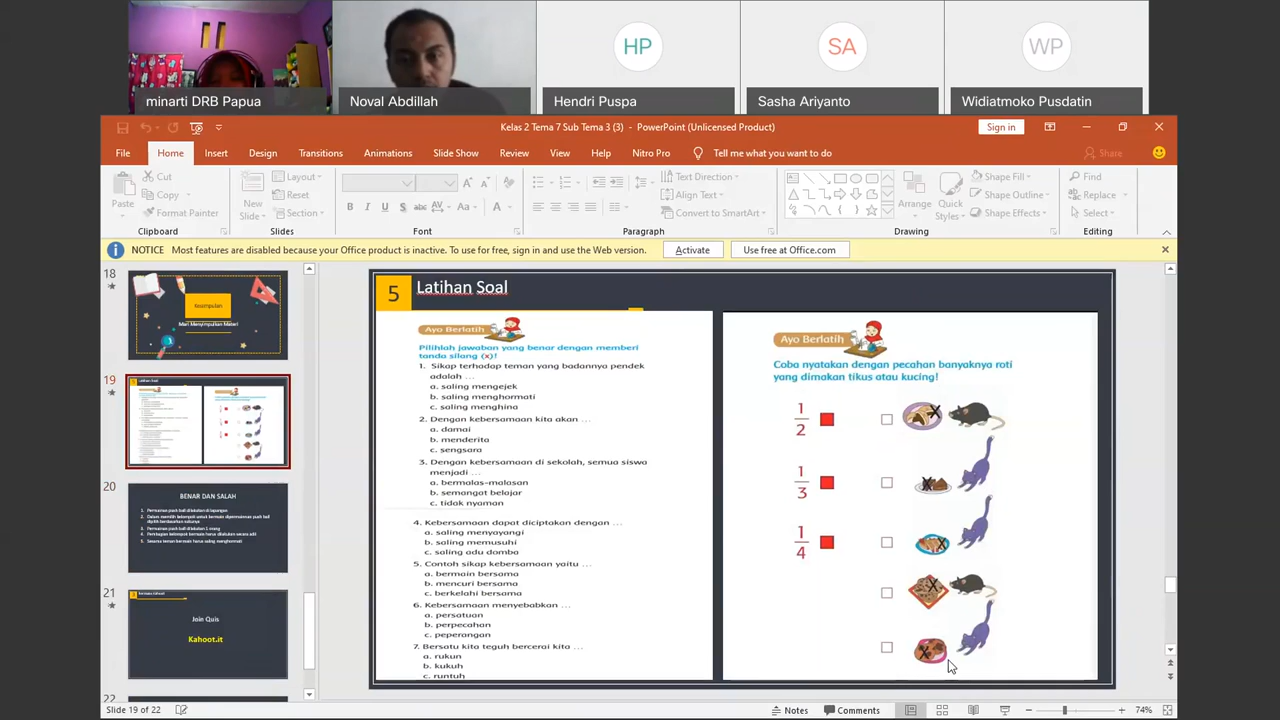 HP
SA
WP
minarti DRB Papua
Noval Abdillah
Hendri Puspa
Sasha Ariyanto
Widiatmoko Pusdatin
Kelas 2 Tema 7 Sub Tema 3 (3) - PowerPoint (Unlicensed Product)
Sign in
File
Home
Insert
Design
Transitions
Animations
Slide Show
Review
View
Help
Nitro Pro
Tell me what you want to do
Share
Paste
Cut
Copy
Format Painter
Clipboard
New
Slide
Layout
Reset
Section
Slides
B I U S abc AV Aa A
Font
Text Direction
Align Text
Convert to SmartArt
Paragraph
Arrange
Quick
Styles
Shape Fill
Shape Outline
Shape Effects
Drawing
Find
Replace
Select
Editing
NOTICE Most features are disabled because your Office product is inactive. To use for free, sign in and use the Web version.
Activate
Use free at Office.com
18
Kesimpulan
Mari Menyimpulkan Materi
19
Latihan Soal
20
BENAR DAN SALAH
21
Join Quis
Kahoot.it
22
5
Latihan Soal
Ayo Berlatih
Pilihlah jawaban yang benar dengan memberi
tanda silang (x)!
1. Sikap terhadap teman yang badannya pendek
adalah ...
a. saling mengejek
b. saling menghormati
c. saling menghina
2. Dengan kebersamaan kita akan ...
a. damai
b. menderita
c. sengsara
3. Dengan kebersamaan di sekolah, semua siswa
menjadi ...
a. bermalas-malasan
b. semangat belajar
c. tidak nyaman
4. Kebersamaan dapat diciptakan dengan ...
a. saling menyayangi
b. saling memusuhi
c. saling adu domba
5. Contoh sikap kebersamaan yaitu ...
a. bermain bersama
b. mencuri bersama
c. berkelahi bersama
6. Kebersamaan menyebabkan ...
a. persatuan
b. perpecahan
c. peperangan
7. Bersatu kita teguh bercerai kita ...
a. rukun
b. kukuh
c. runtuh
Ayo Berlatih
Coba nyatakan dengan pecahan banyaknya roti
yang dimakan tikus atau kucing!
1
2
1
3
1
4
X
X
X
X
X
Slide 19 of 22
Notes
Comments
74%